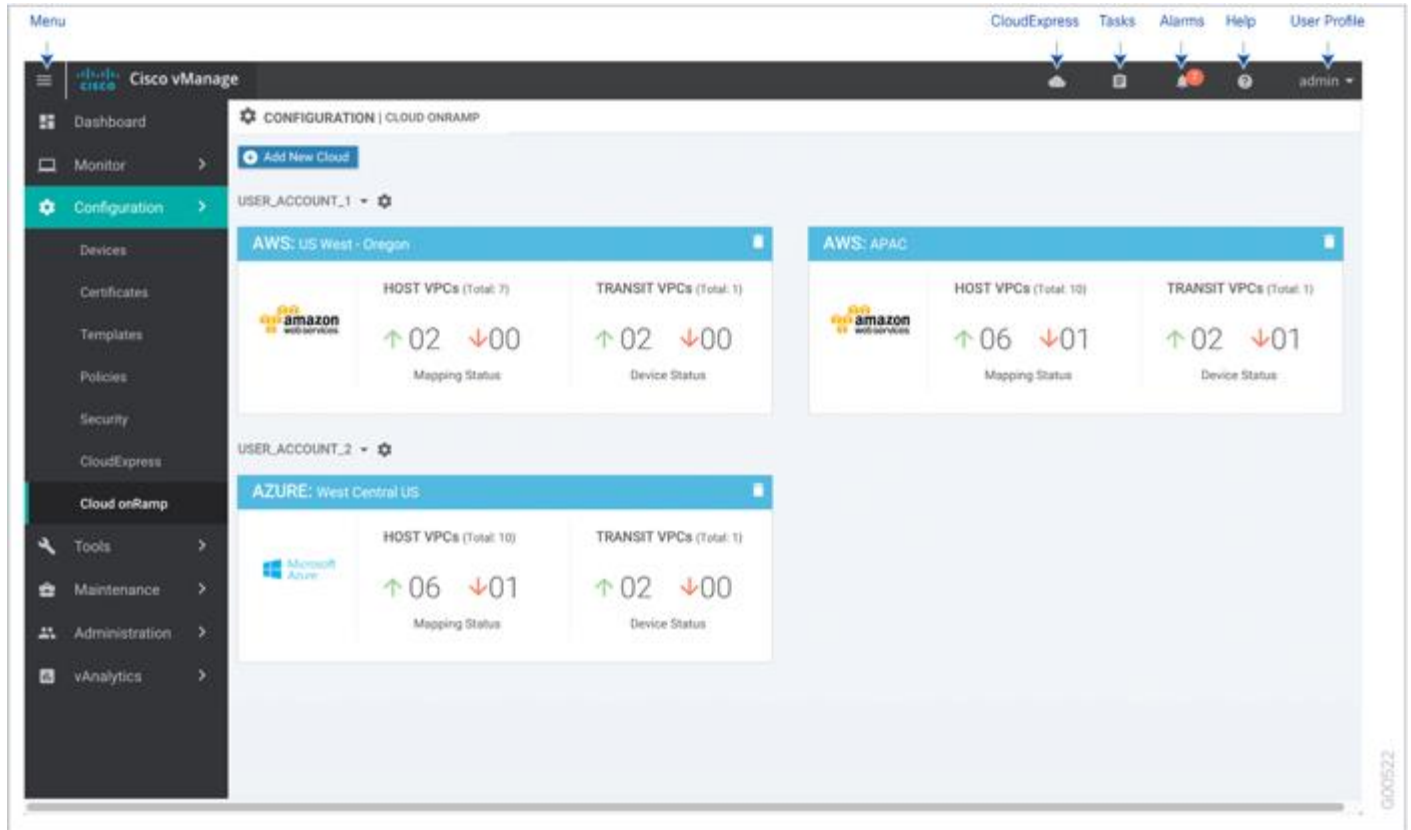 Menu
CloudExpress Tasks Alarms Help User Profile
CISCO Cisco vManage
admin
Dashboard
Monitor
Configuration
Devices
Certificates
Templates
Policies
Security
CloudExpress
Cloud onRamp
Tools
Maintenance
Administration
vAnalytics
CONFIGURATION | CLOUD ONRAMP
Add New Cloud
USER_ACCOUNT_1
AWS: US West - Oregon
amazon
webservices
HOST VPCs (Total: 7)
02 00
Mapping Status
TRANSIT VPCs (Total: 1)
02 00
Device Status
AWS: APAC
amazon
webservices
HOST VPCs (Total: 10)
06 01
Mapping Status
TRANSIT VPCs (Total: 1)
02 01
Device Status
USER_ACCOUNT_2
AZURE: West Central US
Microsoft
Azure
HOST VPCs (Total: 10)
06 01
Mapping Status
TRANSIT VPCs (Total: 1)
02 00
Device Status
G00522